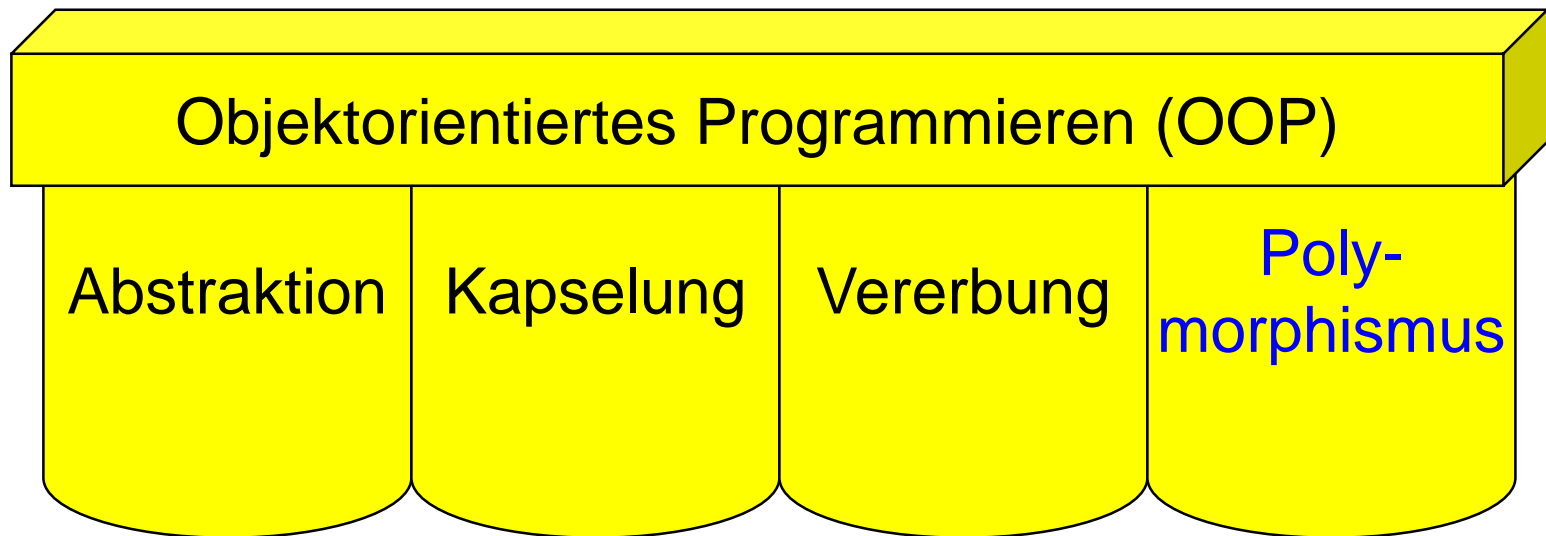 Objektorientiertes Programmieren (OOP)
Abstraktion
Kapselung
Vererbung
Poly-
morphismus